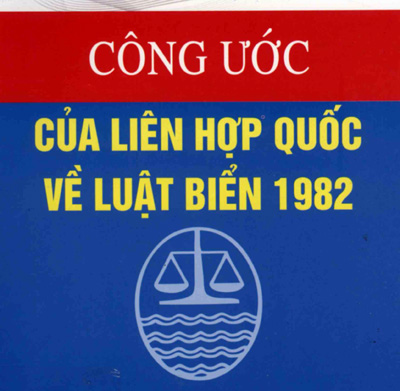 CÔNG ƯỚC
CỦA LIÊN HỢP QUỐC
VỀ LUẬT BIỂN 1982